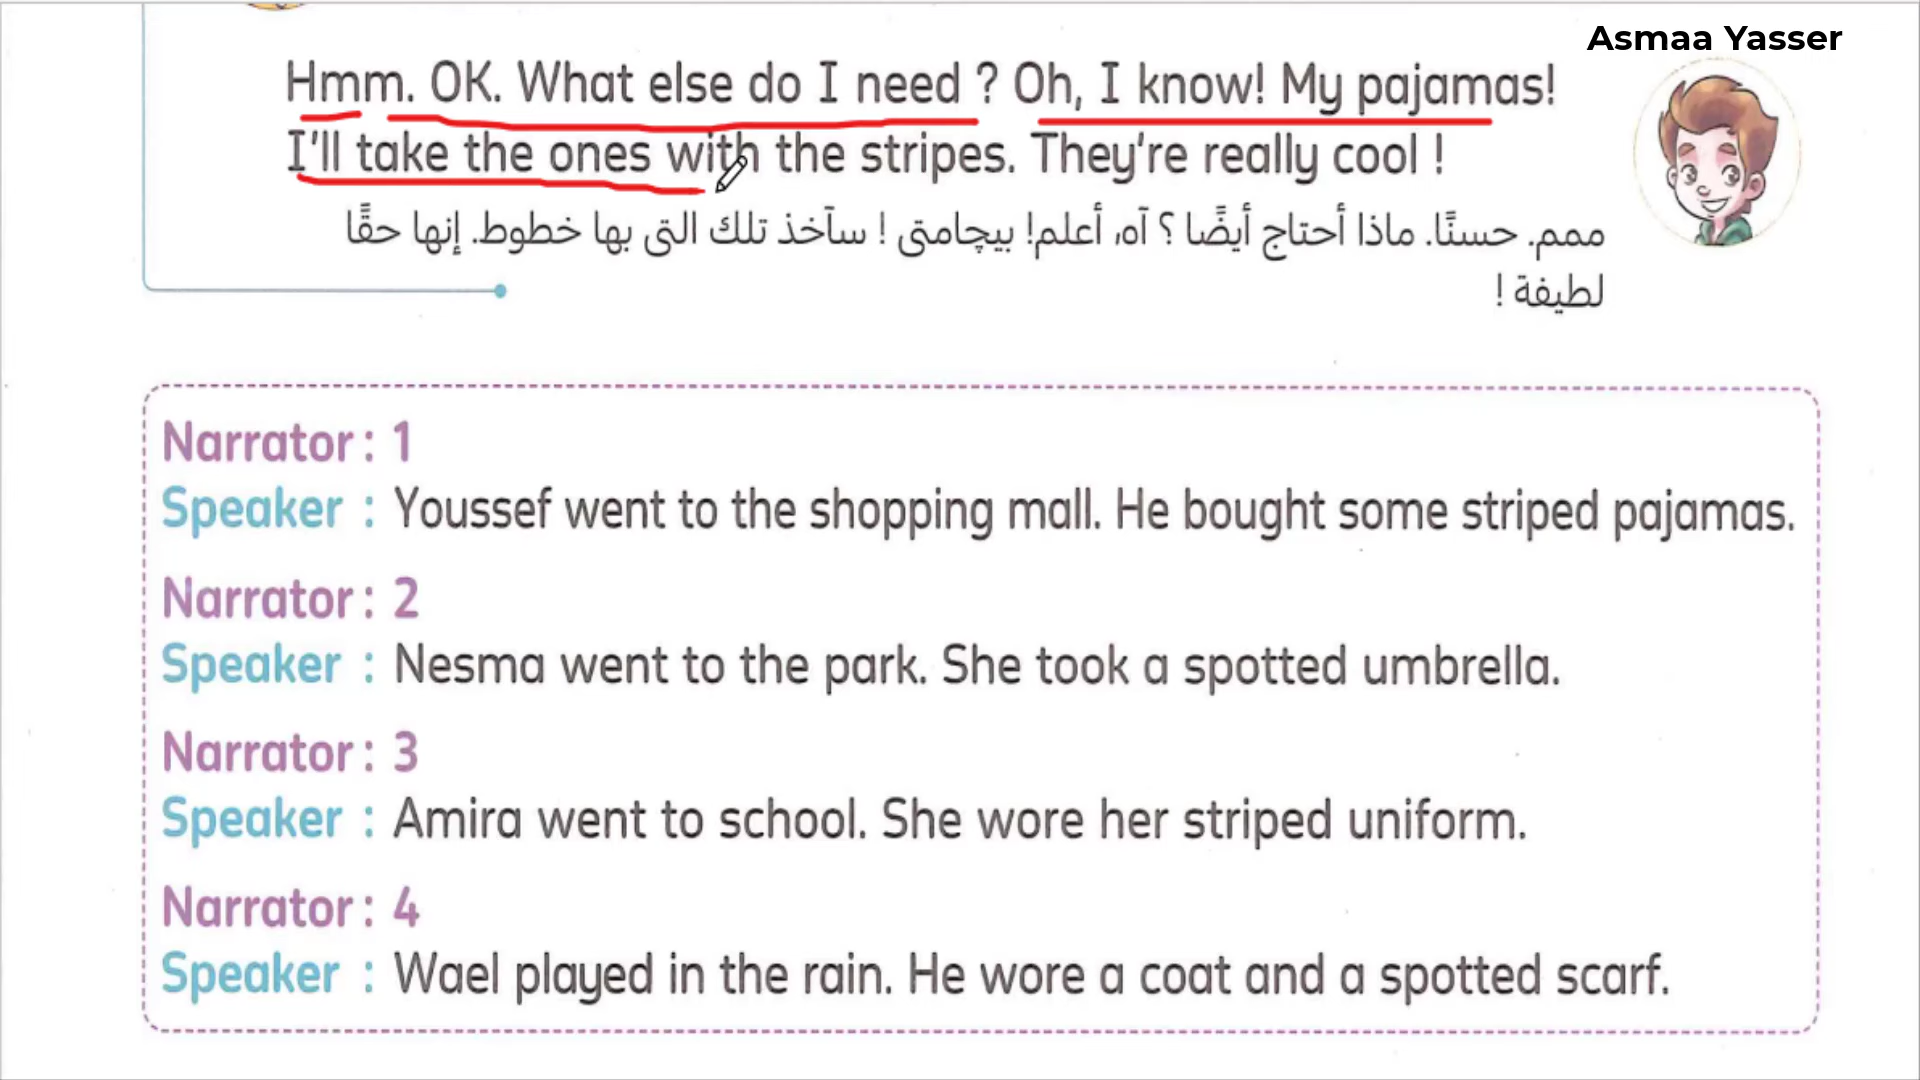 Asmaa Yasser
Hmm. OK. What else do I need ? Oh, I know! My pajamas!
I'll take the ones with the stripes. They're really cool !
ممم. حسنًا. ماذا أحتاج أيضًا ؟ آه، أعلم! بيچامتى ! سآخذ تلك التى بها خطوط. إنها حقًّا
لطيفة !
Narrator : 1
Speaker : Youssef went to the shopping mall. He bought some striped pajamas.
Narrator : 2
Speaker : Nesma went to the park. She took a spotted umbrella.
Narrator : 3
Speaker : Amira went to school. She wore her striped uniform.
Narrator : 4
Speaker : Wael played in the rain. He wore a coat and a spotted scarf.